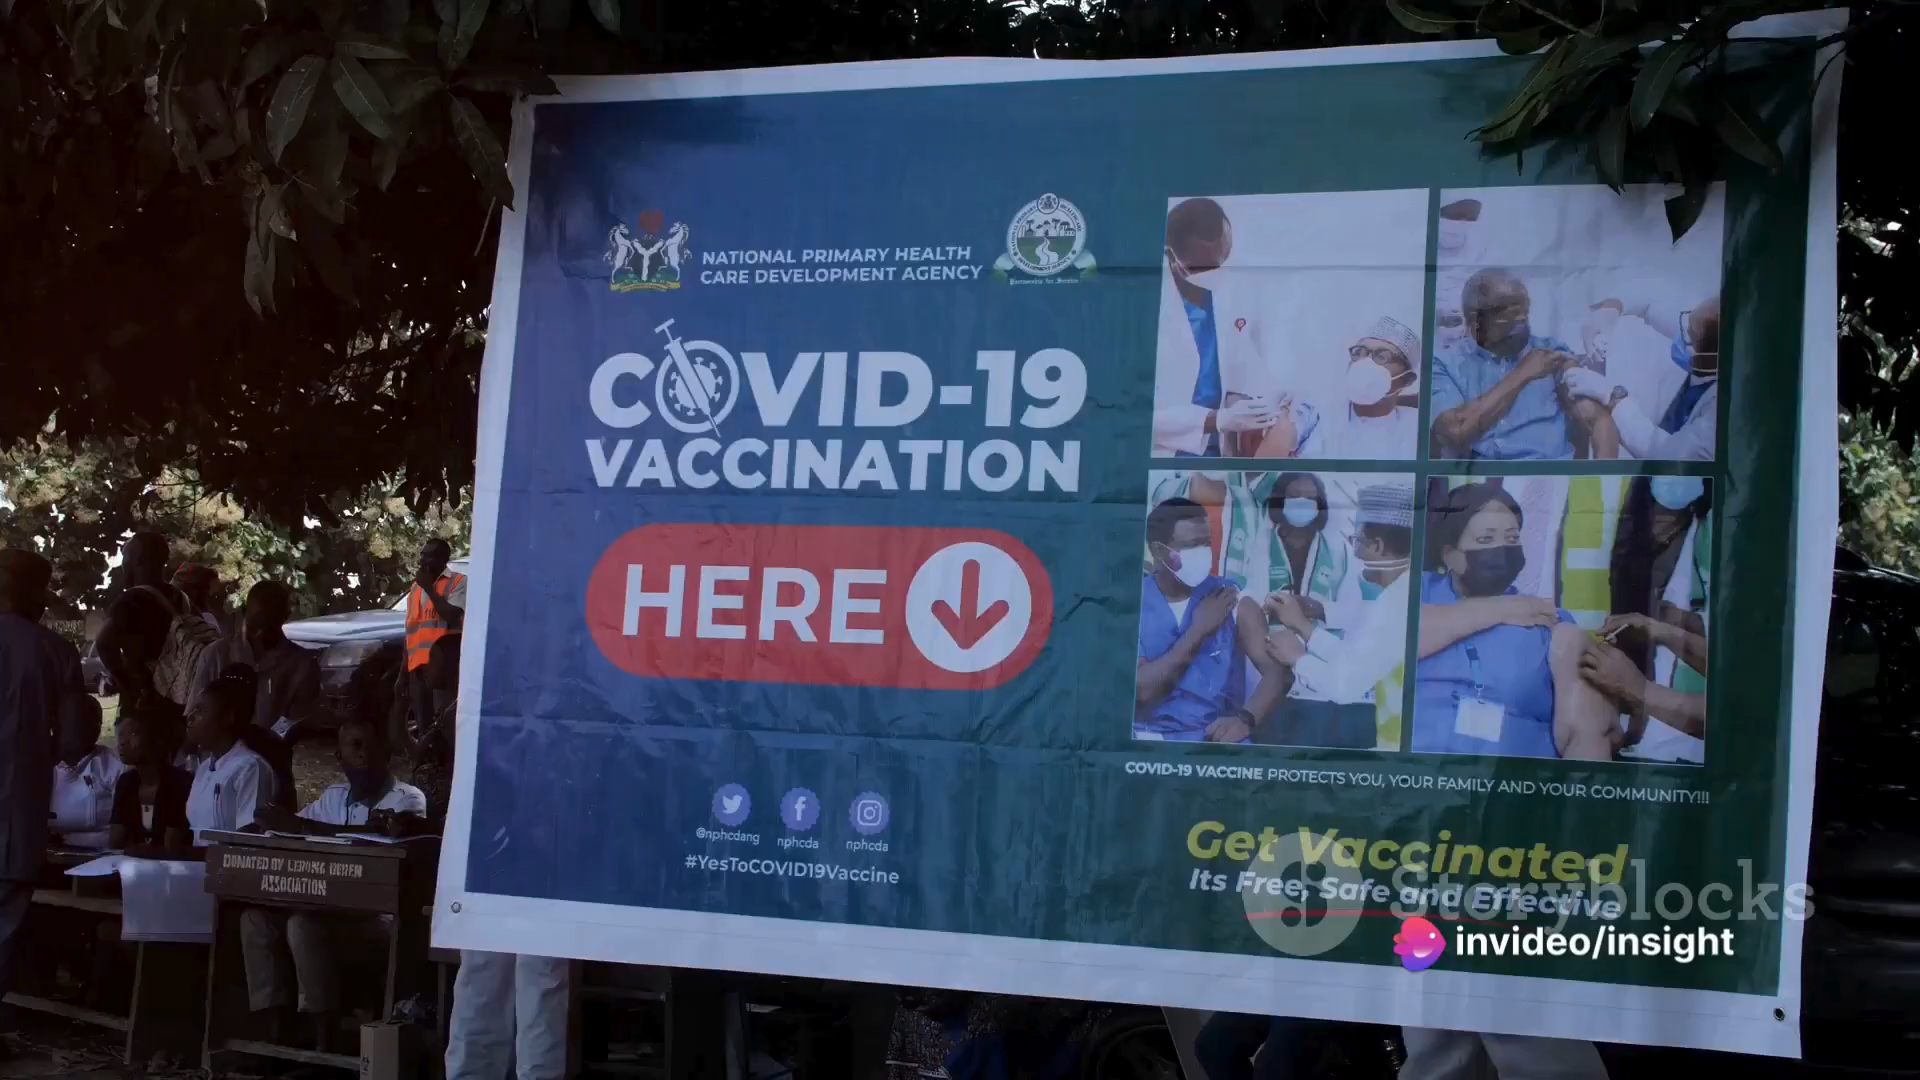 NATIONAL PRIMARY HEALTH
CARE DEVELOPMENT AGENCY
COVID-19
VACCINATION
HERE
@nphcdang
nphcda
nphcda
#YesToCOVID19Vaccine
COVID-19 VACCINE PROTECTS YOU, YOUR FAMILY AND YOUR COMMUNITY!!!
Get Vaccinated
Its Free, Safe and Effective
Storyblocks
invideo/insight
DONATED BY
ASSOCIATION